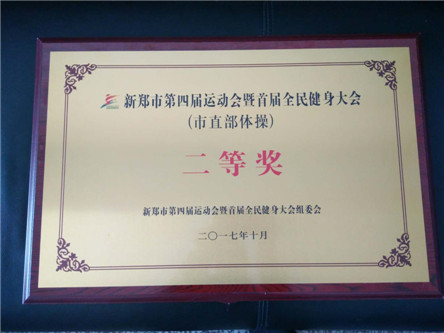 新郑市第四届运动会暨首届全民健身大会
(市直部体操)
二等奖
新郑市第四届运动会暨首届全民健身大会组委会
二〇一七年十月